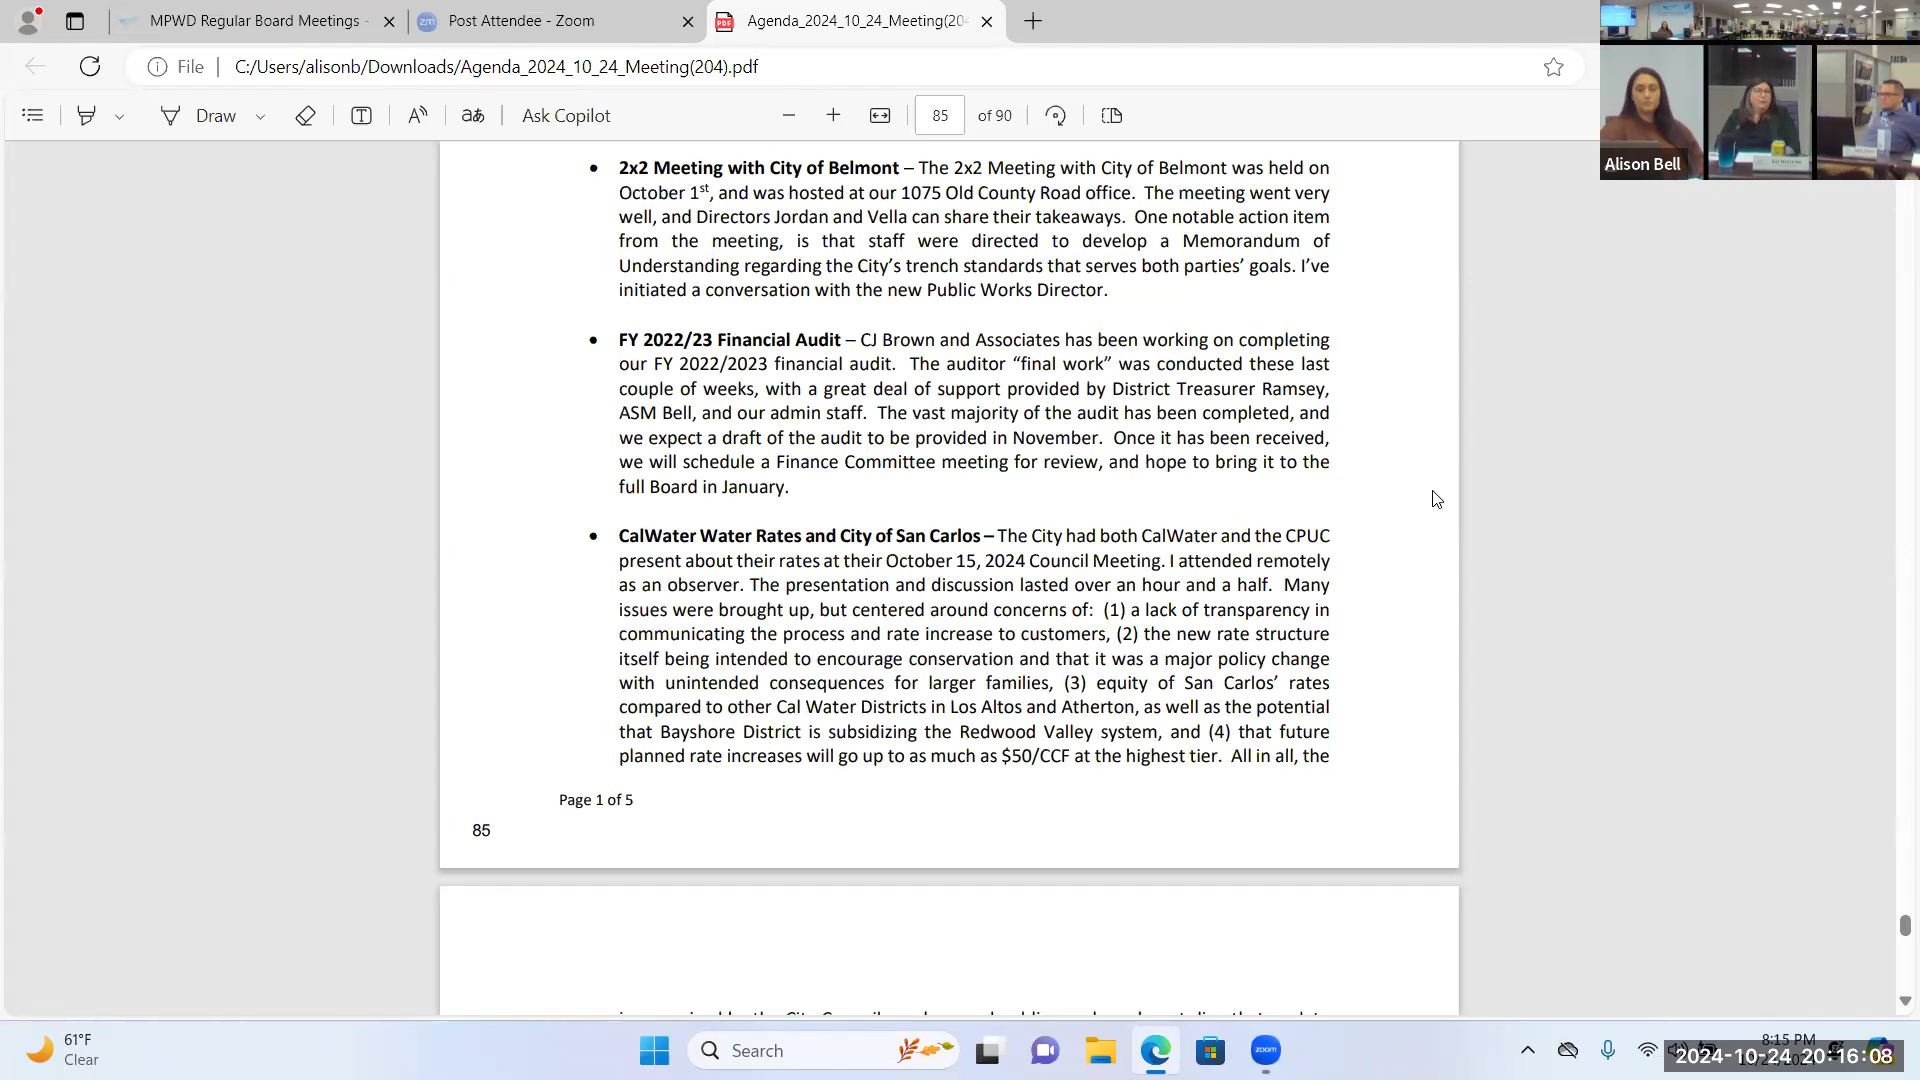 MPWD Regular Board Meetings -
Post Attendee - Zoom
Agenda_2024_10_24_Meeting(204
File
C:/Users/alisonb/Downloads/Agenda_2024_10_24_Meeting(204).pdf
Draw
Ask Copilot
85 of 90
Alison Bell
• 2x2 Meeting with City of Belmont – The 2x2 Meeting with City of Belmont was held on
October 1st, and was hosted at our 1075 Old County Road office. The meeting went very
well, and Directors Jordan and Vella can share their takeaways. One notable action item
from the meeting, is that staff were directed to develop a Memorandum of
Understanding regarding the City's trench standards that serves both parties' goals. I've
initiated a conversation with the new Public Works Director.
• FY 2022/23 Financial Audit – CJ Brown and Associates has been working on completing
our FY 2022/2023 financial audit. The auditor “final work” was conducted these last
couple of weeks, with a great deal of support provided by District Treasurer Ramsey,
ASM Bell, and our admin staff. The vast majority of the audit has been completed, and
we expect a draft of the audit to be provided in November. Once it has been received,
we will schedule a Finance Committee meeting for review, and hope to bring it to the
full Board in January.
• CalWater Water Rates and City of San Carlos – The City had both CalWater and the CPUC
present about their rates at their October 15, 2024 Council Meeting. I attended remotely
as an observer. The presentation and discussion lasted over an hour and a half. Many
issues were brought up, but centered around concerns of: (1) a lack of transparency in
communicating the process and rate increase to customers, (2) the new rate structure
itself being intended to encourage conservation and that it was a major policy change
with unintended consequences for larger families, (3) equity of San Carlos' rates
compared to other Cal Water Districts in Los Altos and Atherton, as well as the potential
that Bayshore District is subsidizing the Redwood Valley system, and (4) that future
planned rate increases will go up to as much as $50/CCF at the highest tier. All in all, the
Page 1 of 5
85
61°F
Clear
Search
zoom
8:15 PM
2024-10-24 20:16:08